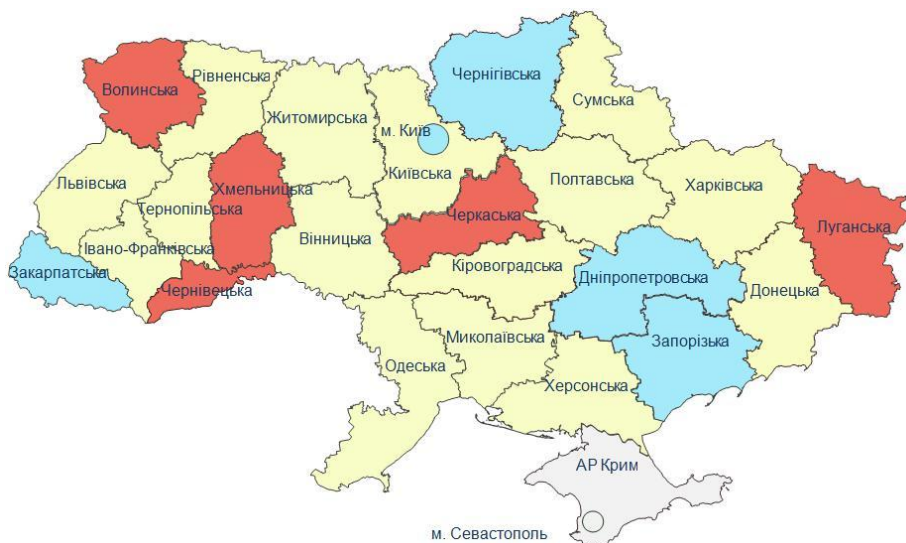 Чернігівська
Волинська
Рівненська
Сумська
Житомирська
м. Київ
Київська
Львівська
Хмельницька
Тернопільська
Полтавська
Харківська
Черкаська
Луганська
Вінницька
Івано-Франківська
Закарпатська
Кіровоградська
Дніпропетровська
Чернівецька
Донецька
Миколаївська
Запорізька
Одеська
Херсонська
АР Крим
м. Севастополь